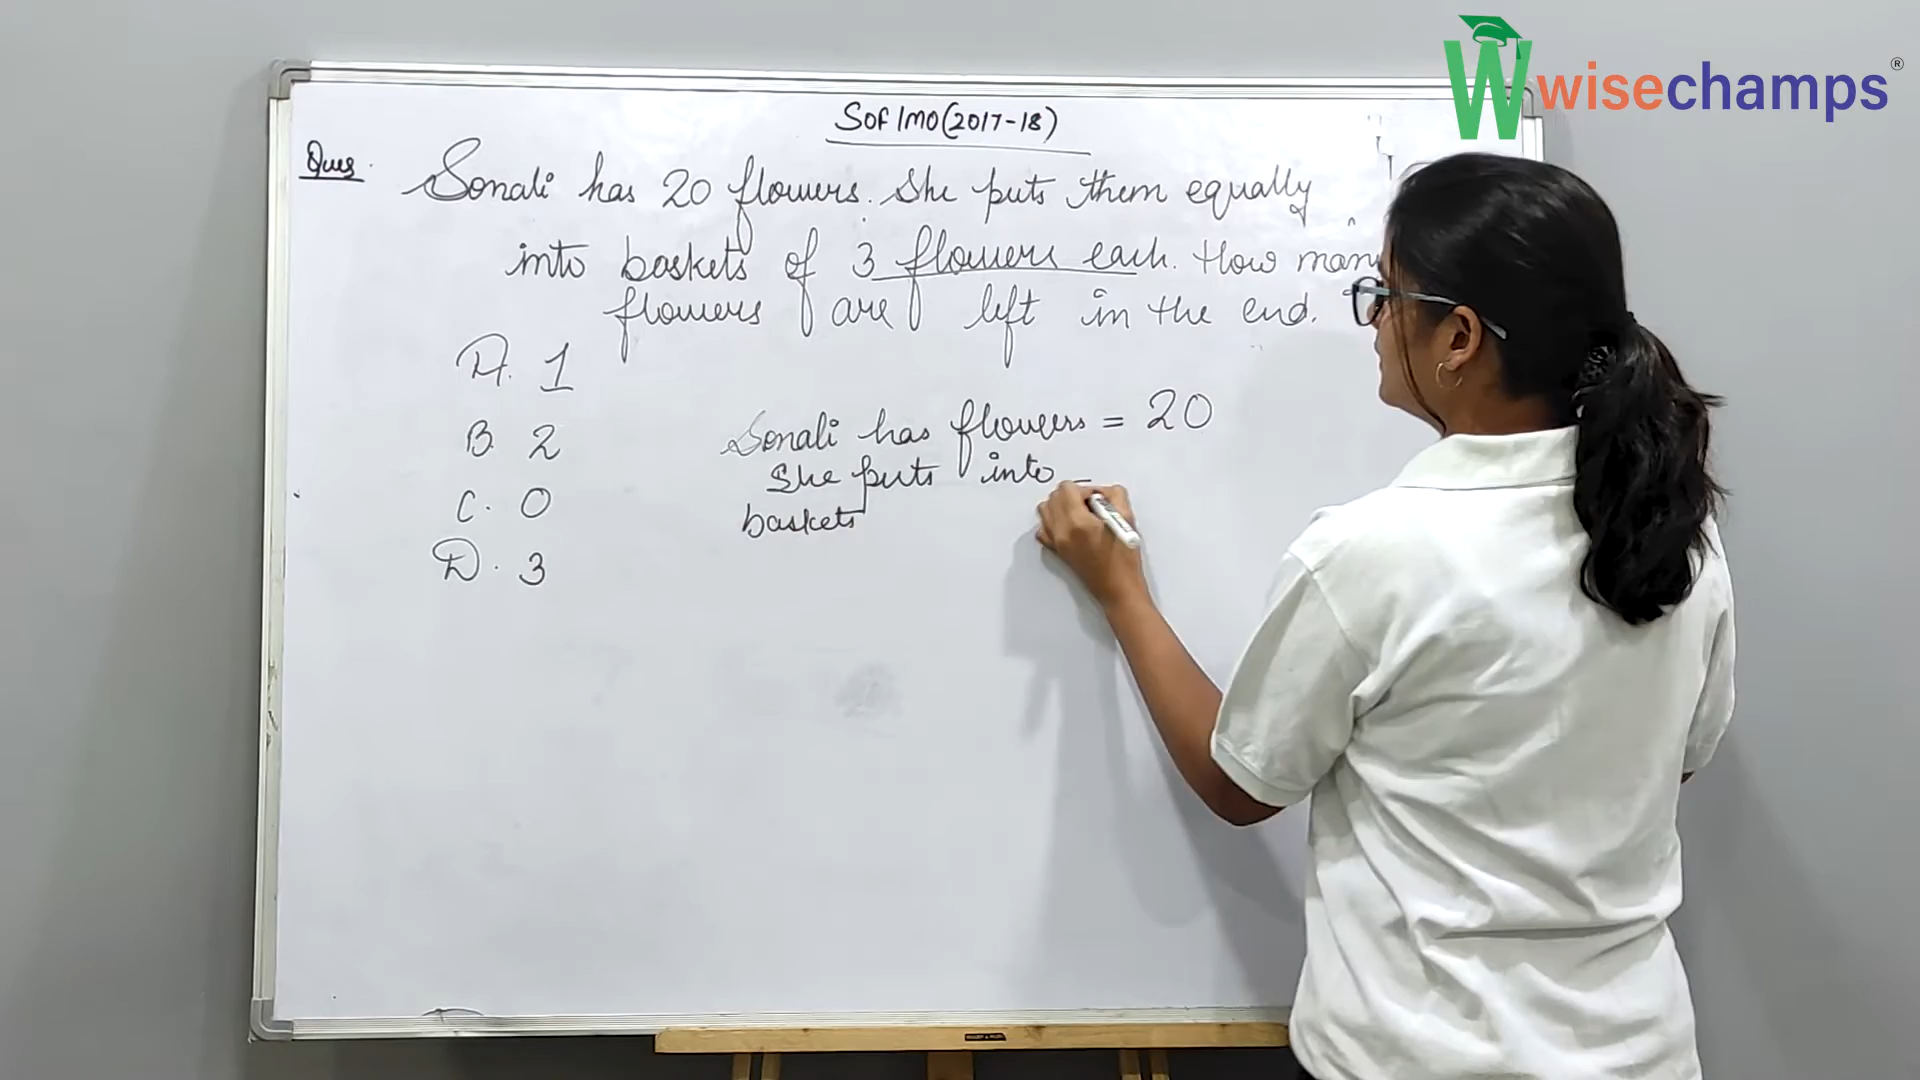 wisechamps®
SOF IMO (2017-18)
Ques. Sonali has 20 flowers. She puts them equally
into baskets of 3 flowers each. How many
flowers are left in the end.
A. 1
B. 2
C. 0
D. 3
Sonali has flowers = 20
She puts into =
baskets